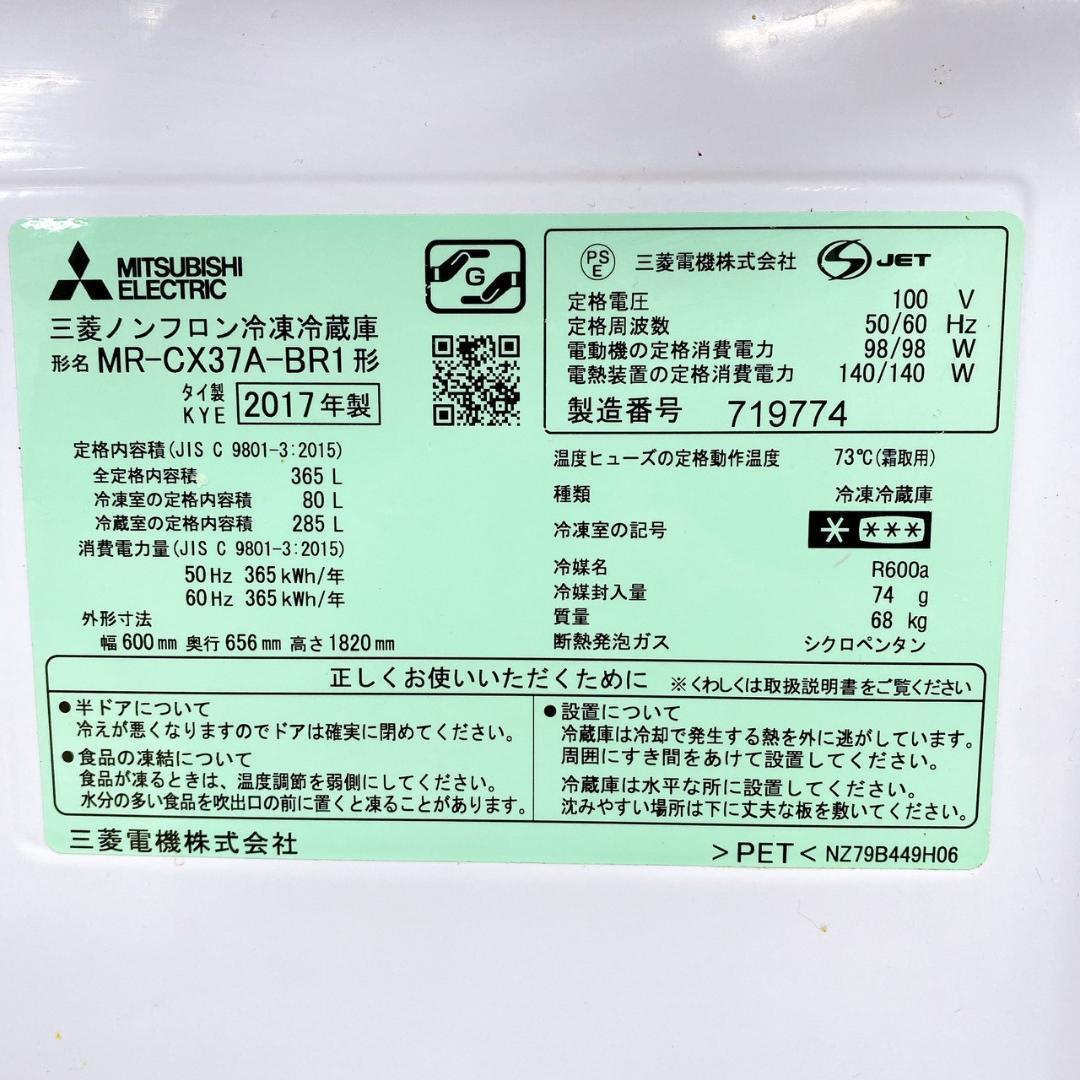 MITSUBISHI
ELECTRIC
G
三菱ノンフロン冷凍冷蔵庫
形名 MR-CX37A-BR1形
タイ製
KYE
2017年製
定格内容積(JIS C 9801-3:2015)
全定格内容積 365 L
冷凍室の定格内容積 80 L
冷蔵室の定格内容積 285 L
消費電力量(JIS C 9801-3:2015)
50Hz 365kWh/年
60Hz 365kWh/年
外形寸法
幅600mm 奥行656mm 高さ1820mm
PS
E
三菱電機株式会社
S JET
定格電圧 100 V
定格周波数 50/60 Hz
電動機の定格消費電力 98/98 W
電熱装置の定格消費電力 140/140 W
製造番号 719774
温度ヒューズの定格動作温度 73℃(霜取用)
種類 冷凍冷蔵庫
冷凍室の記号 * ***
冷媒名 R600a
冷媒封入量 74 g
質量 68 kg
断熱発泡ガス シクロペンタン
正しくお使いいただくために ※くわしくは取扱説明書をご覧ください
●半ドアについて
冷えが悪くなりますのでドアは確実に閉めてください。
●食品の凍結について
食品が凍るときは、温度調節を弱側にしてください。
水分の多い食品を吹出口の前に置くと凍ることがあります。
●設置について
冷蔵庫は冷却で発生する熱を外に逃がしています。
周囲にすき間をあけて設置してください。
冷蔵庫は水平な所に設置してください。
沈みやすい場所は下に丈夫な板を敷いてください。
三菱電機株式会社
>PET< NZ79B449H06